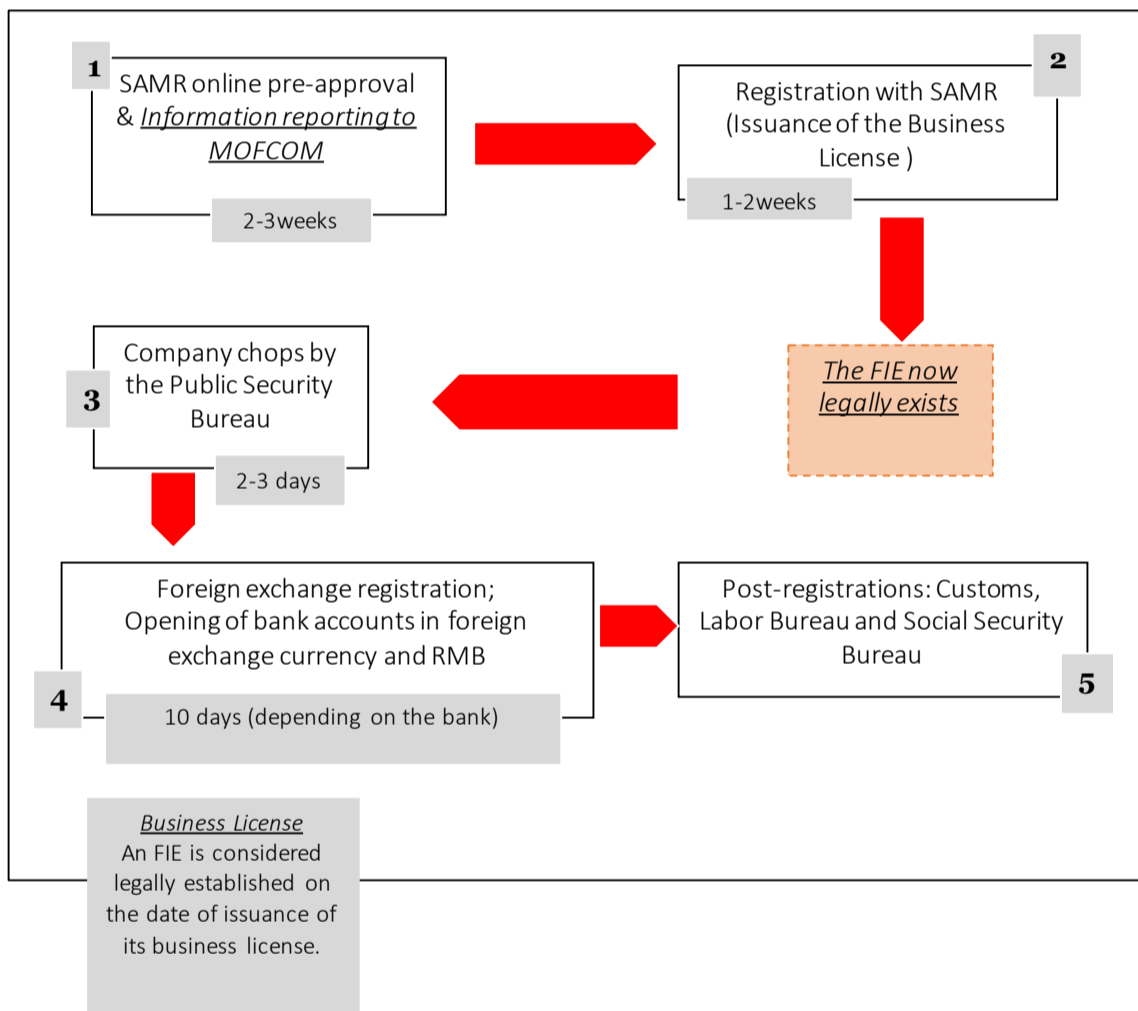 1
SAMR online pre-approval
& Information reporting to
MOFCOM
2-3weeks
2
Registration with SAMR
(Issuance of the Business
License )
1-2weeks
The FIE now
legally exists
3
Company chops by
the Public Security
Bureau
2-3 days
4
Foreign exchange registration;
Opening of bank accounts in foreign
exchange currency and RMB
10 days (depending on the bank)
5
Post-registrations: Customs,
Labor Bureau and Social Security
Bureau
Business License
An FIE is considered
legally established on
the date of issuance of
its business license.